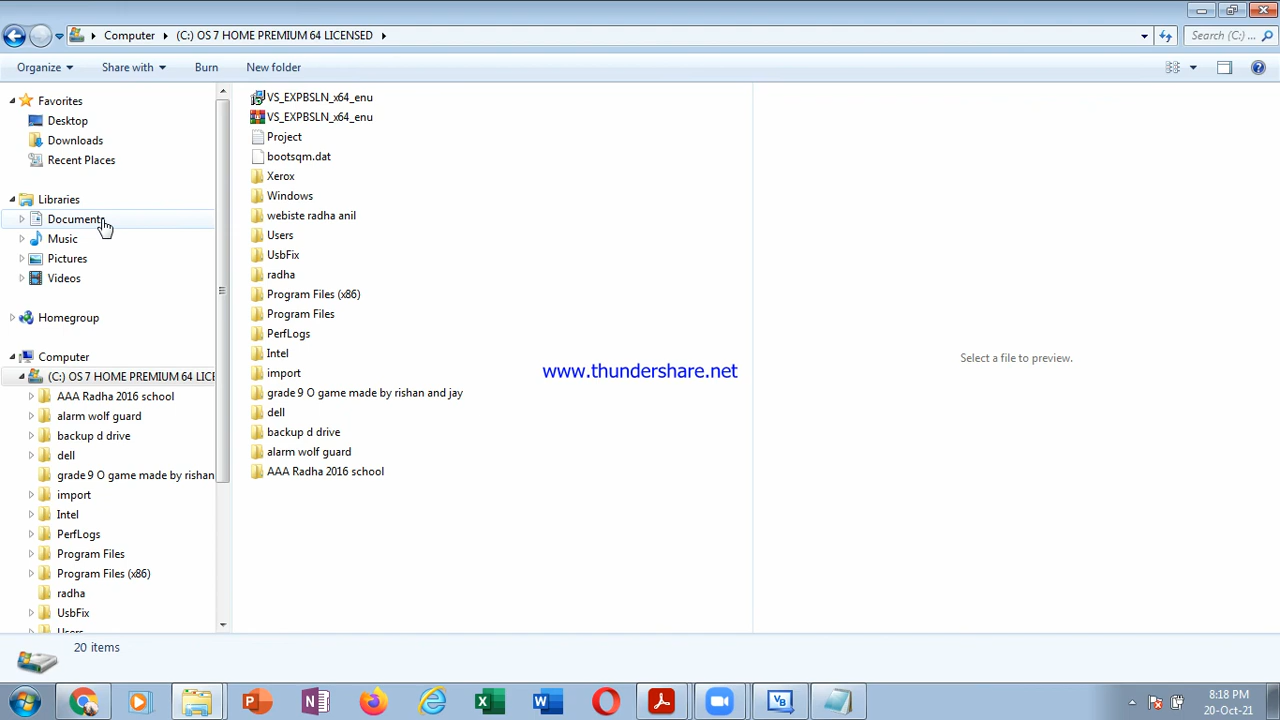 Computer (C:) OS 7 HOME PREMIUM 64 LICENSED
Search (C:) ...
Organize Share with Burn New folder
Favorites
Desktop
Downloads
Recent Places
Libraries
Documents
Music
Pictures
Videos
Homegroup
Computer
(C:) OS 7 HOME PREMIUM 64 LICE
AAA Radha 2016 school
alarm wolf guard
backup d drive
dell
grade 9 O game made by rishan
import
Intel
PerfLogs
Program Files
Program Files (x86)
radha
UsbFix
Users
VS_EXPBSLN_x64_enu
VS_EXPBSLN_x64_enu
Project
bootsqm.dat
Xerox
Windows
webiste radha anil
Users
UsbFix
radha
Program Files (x86)
Program Files
PerfLogs
Intel
import
grade 9 O game made by rishan and jay
dell
backup d drive
alarm wolf guard
AAA Radha 2016 school
www.thundershare.net
Select a file to preview.
20 items
8:18 PM
20-Oct-21